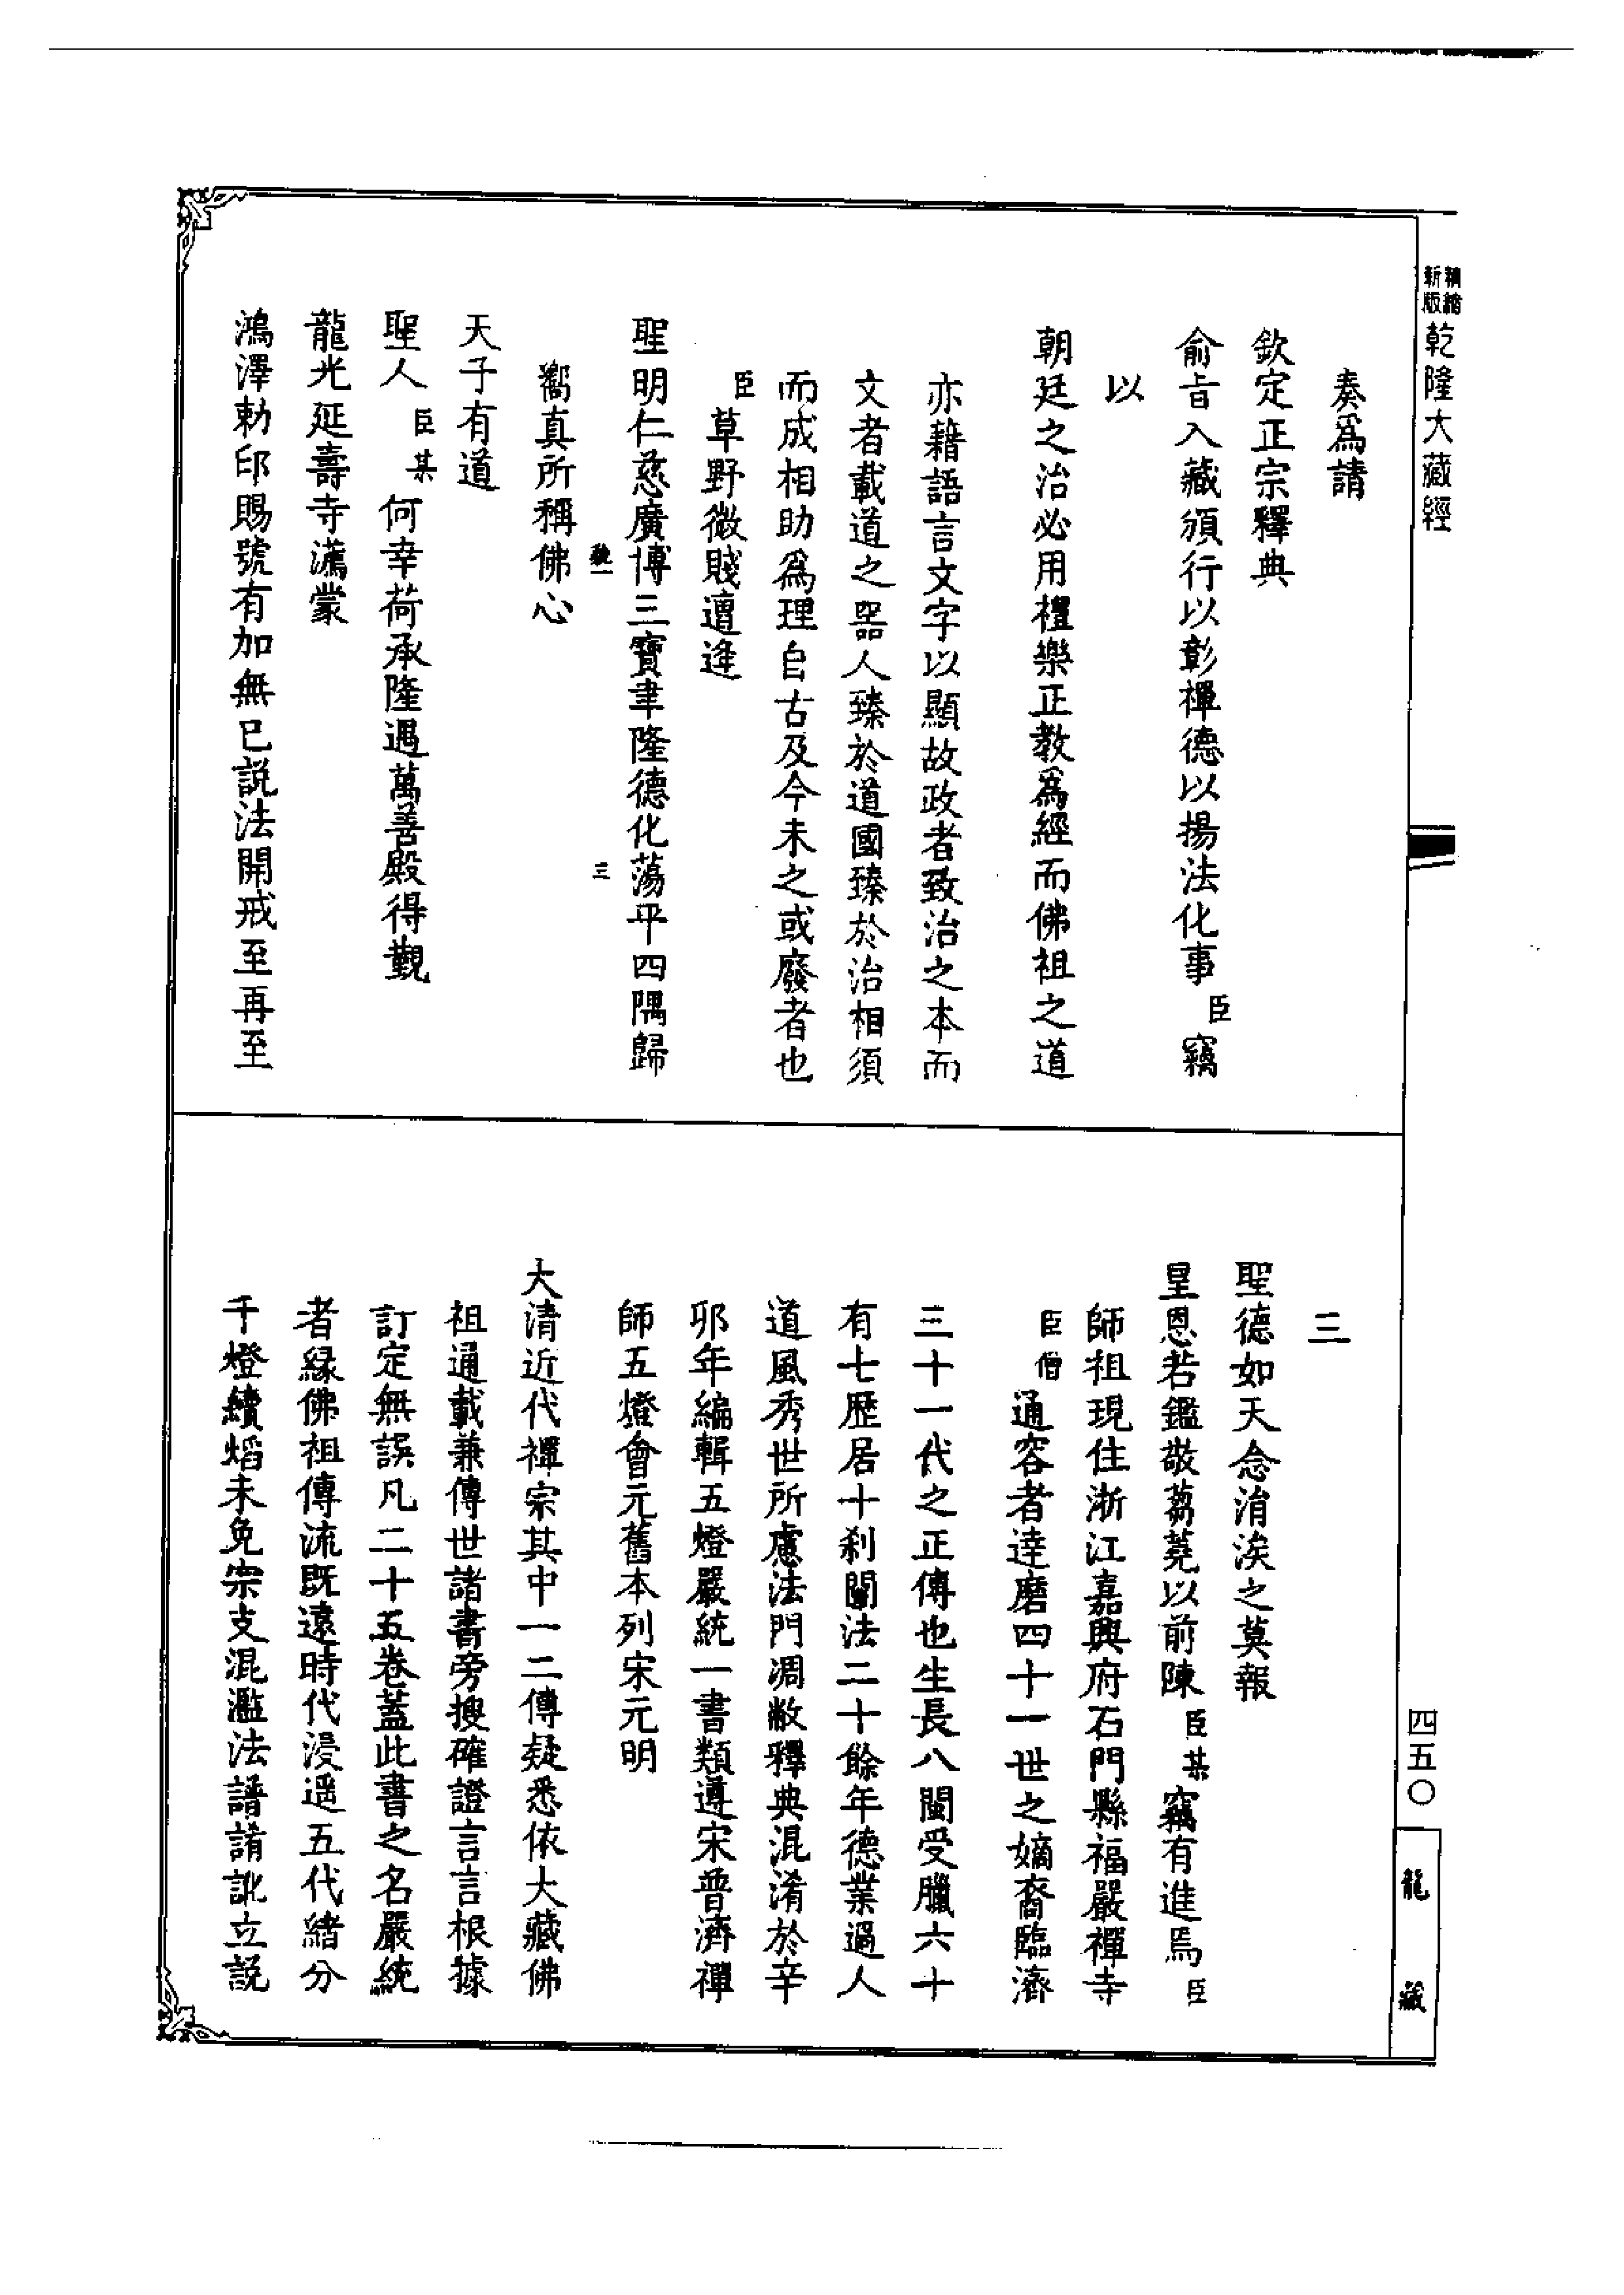 精縮新版乾隆大藏經
奏爲請
欽定正宗釋典
俞旨入藏頒行以彰禪德以揚法化事臣竊
以
朝廷之治必用禮樂正教爲經而佛祖之道
亦藉語言文字以顯故政者致治之本而
文者載道之器人臻於道國臻於治相須
而成相助爲理自古及今未之或廢者也
臣草野微賤遭逢
聖明仁慈廣博三寶聿隆德化蕩平四隅歸
三
嚮真所稱佛心
天子有道
聖人臣某何幸荷承隆遇萬善殿得覲
龍光延壽寺瀳蒙
鴻澤勅印賜號有加無已説法開戒至再至
三
聖德如天念涓涘之莫報
皇恩若鑑敬蒭蕘以前陳臣某竊有進焉臣
師祖現住浙江嘉興府石門縣福嚴禪寺
臣僧通容者達磨四十一世之嫡裔臨濟
三十一代之正傳也生長八閩受臘六十
有七歷居十刹闡法二十餘年德業過人
道風秀世所慮法門凋敝釋典混淆於辛
卯年編輯五燈嚴統一書類遵宋普濟禪
師五燈會元舊本列宋元明
大清近代禪宗其中一二傳疑悉依大藏佛
祖通載兼傳世諸書旁搜確證言言根據
訂定無誤凡二十五卷蓋此書之名嚴統
者緣佛祖傳流既遠時代浸遥五代緒分
千燈續焰未免宗支混濫法譜譌訛立説
四五〇
龍藏